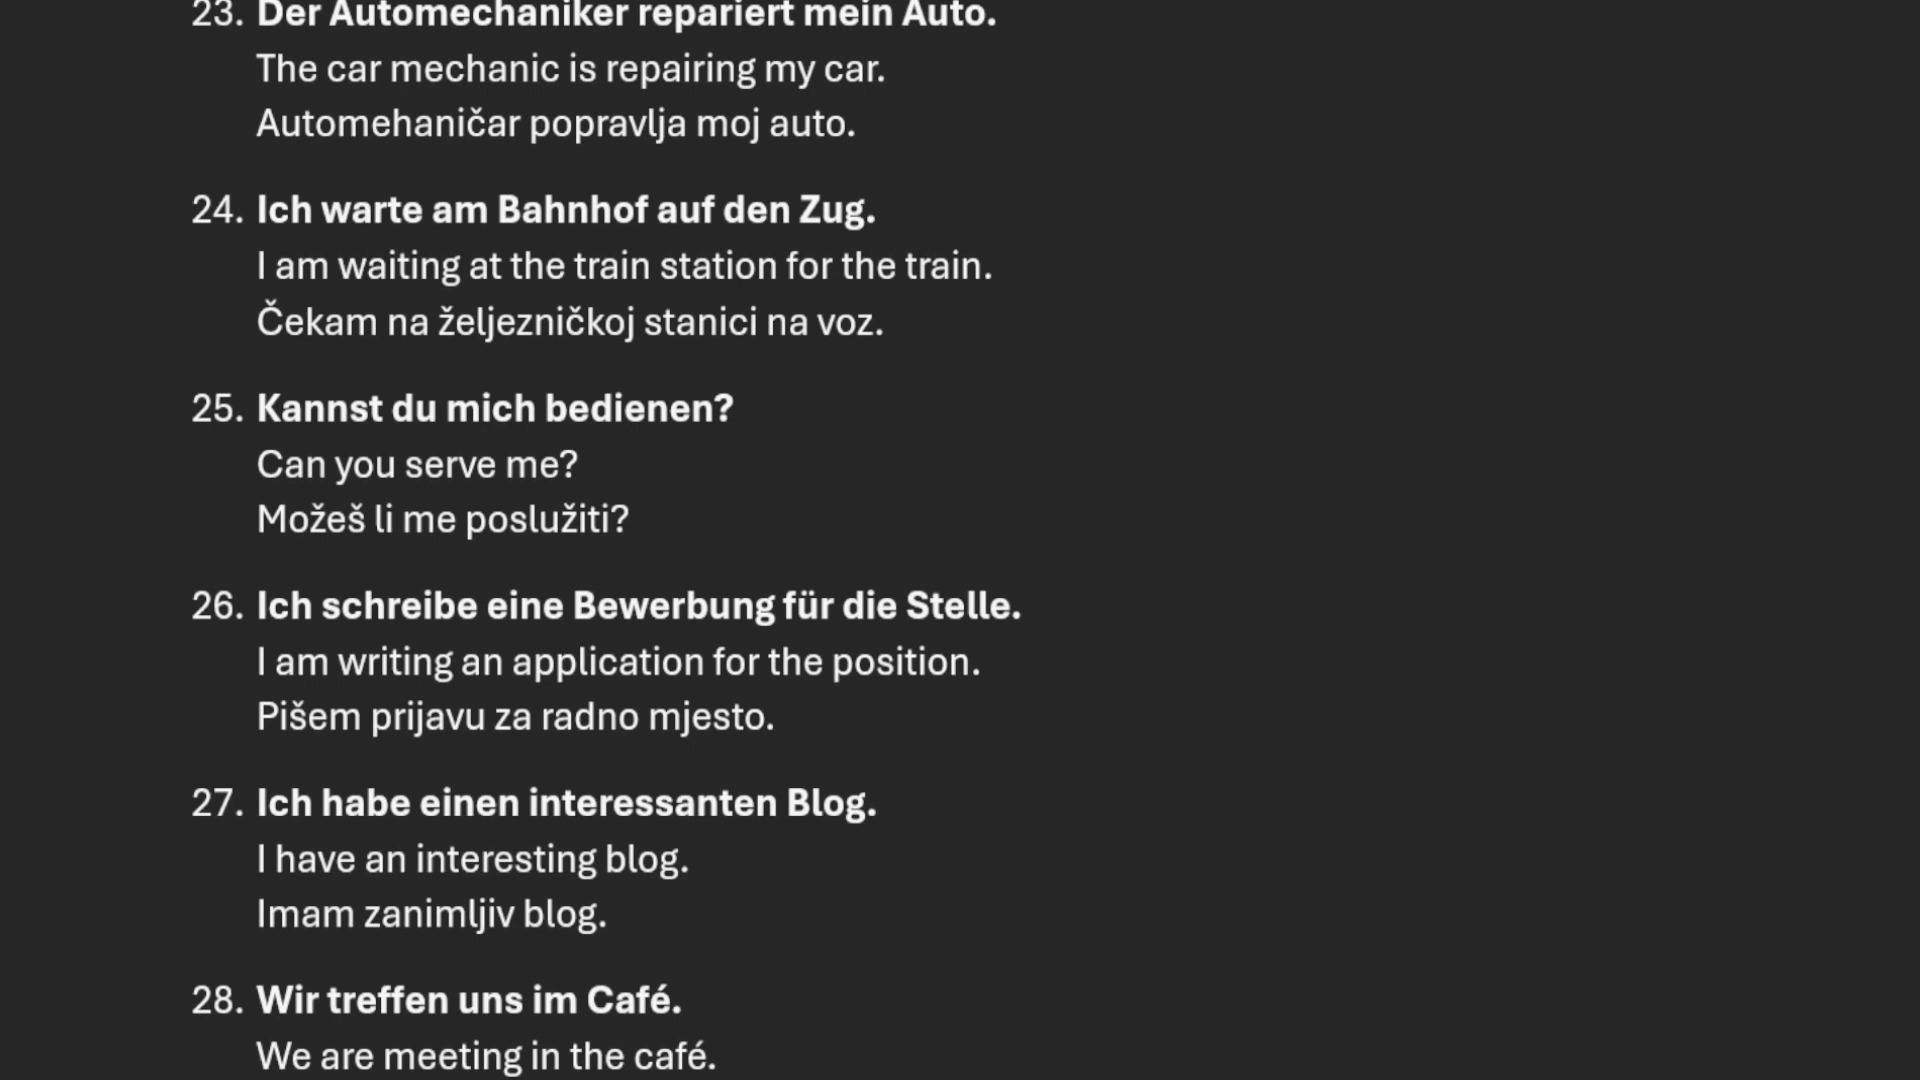 23. Der Automechaniker repariert mein Auto.
The car mechanic is repairing my car.
Automehaničar popravlja moj auto.
24. Ich warte am Bahnhof auf den Zug.
I am waiting at the train station for the train.
Čekam na željezničkoj stanici na voz.
25. Kannst du mich bedienen?
Can you serve me?
Možeš li me poslužiti?
26. Ich schreibe eine Bewerbung für die Stelle.
I am writing an application for the position.
Pišem prijavu za radno mjesto.
27. Ich habe einen interessanten Blog.
I have an interesting blog.
Imam zanimljiv blog.
28. Wir treffen uns im Café.
We are meeting in the café.